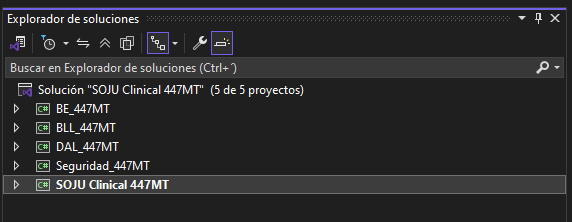 Explorador de soluciones
Buscar en Explorador de soluciones (Ctrl+´)
Solución "SOJU Clinical 447MT" (5 de 5 proyectos)
C# BE_447MT
C# BLL_447MT
C# DAL_447MT
C# Seguridad_447MT
C# SOJU Clinical 447MT